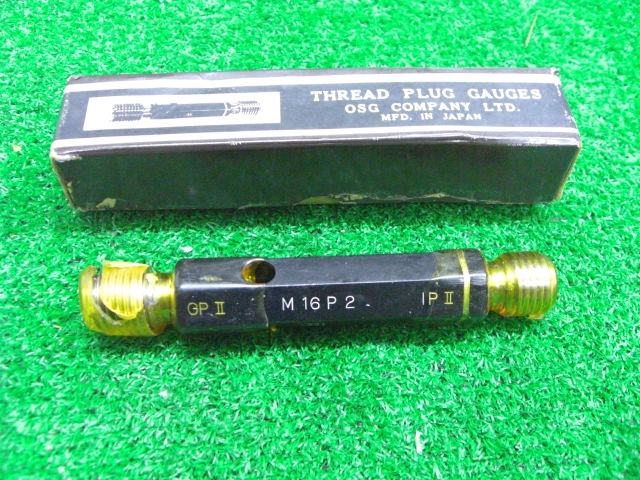 THREAD PLUG GAUGES
OSG COMPANY LTD.
MFD. IN JAPAN
GP II M 16 P 2 IP II